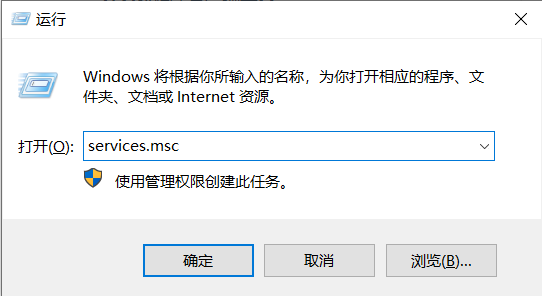 运行
Windows 将根据你所输入的名称，为你打开相应的程序、文
件夹、文档或 Internet 资源。
打开(O): services.msc
使用管理权限创建此任务。
确定 取消 浏览(B)...